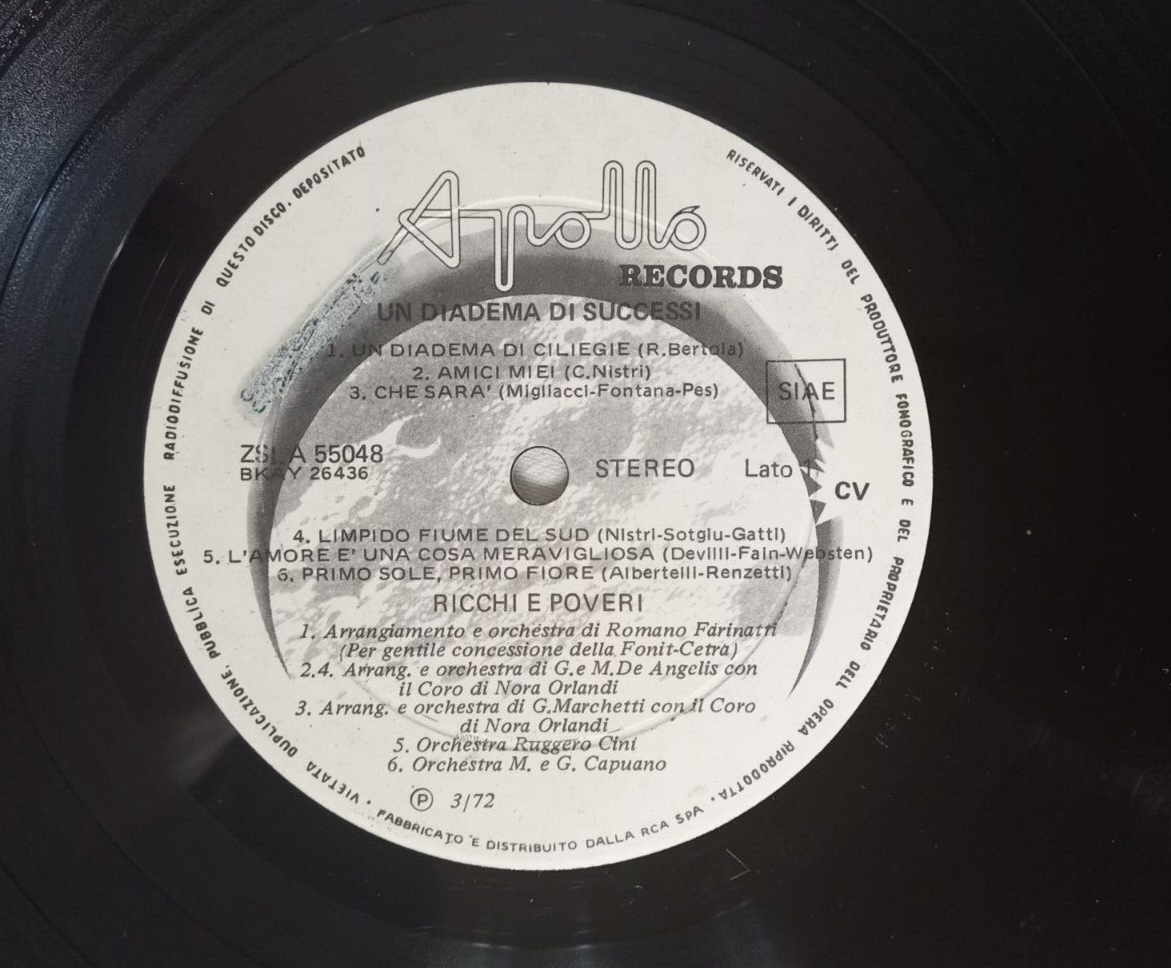 Apollo
RECORDS
UN DIADEMA DI SUCCESSI
1. UN DIADEMA DI CILIEGIE (R.Bertola)
2. AMICI MIEI (C.Nistri)
3. CHE SARA' (Migliacci-Fontana-Pes)
SIAE
ZSLA 55048
BKAY 26436
STEREO
Lato 1
CV
4. LIMPIDO FIUME DEL SUD (Nistri-Sotgiu-Gatti)
5. L'AMORE E' UNA COSA MERAVIGLIOSA (Devilli-Fain-Websten)
6. PRIMO SOLE, PRIMO FIORE (Albertelli-Renzetti)
RICCHI E POVERI
1. Arrangiamento e orchestra di Romano Farinatti
(Per gentile concessione della Fonit-Cetra)
2.4. Arrang. e orchestra di G.e M.De Angelis con
il Coro di Nora Orlandi
3. Arrang. e orchestra di G.Marchetti con il Coro
di Nora Orlandi
5. Orchestra Ruggero Cini
6. Orchestra M. e G. Capuano
Ⓟ 3/72
RISERVATI I DIRITTI DEL PRODUTTORE FONOGRAFICO E DEL PROPRIETARIO DELL OPERA RIPRODOTTA · VIETATA DUPLICAZIONE, PUBBLICA ESECUZIONE RADIODIFFUSIONE DI QUESTO DISCO. DEPOSITATO
FABBRICATO E DISTRIBUITO DALLA RCA SPA